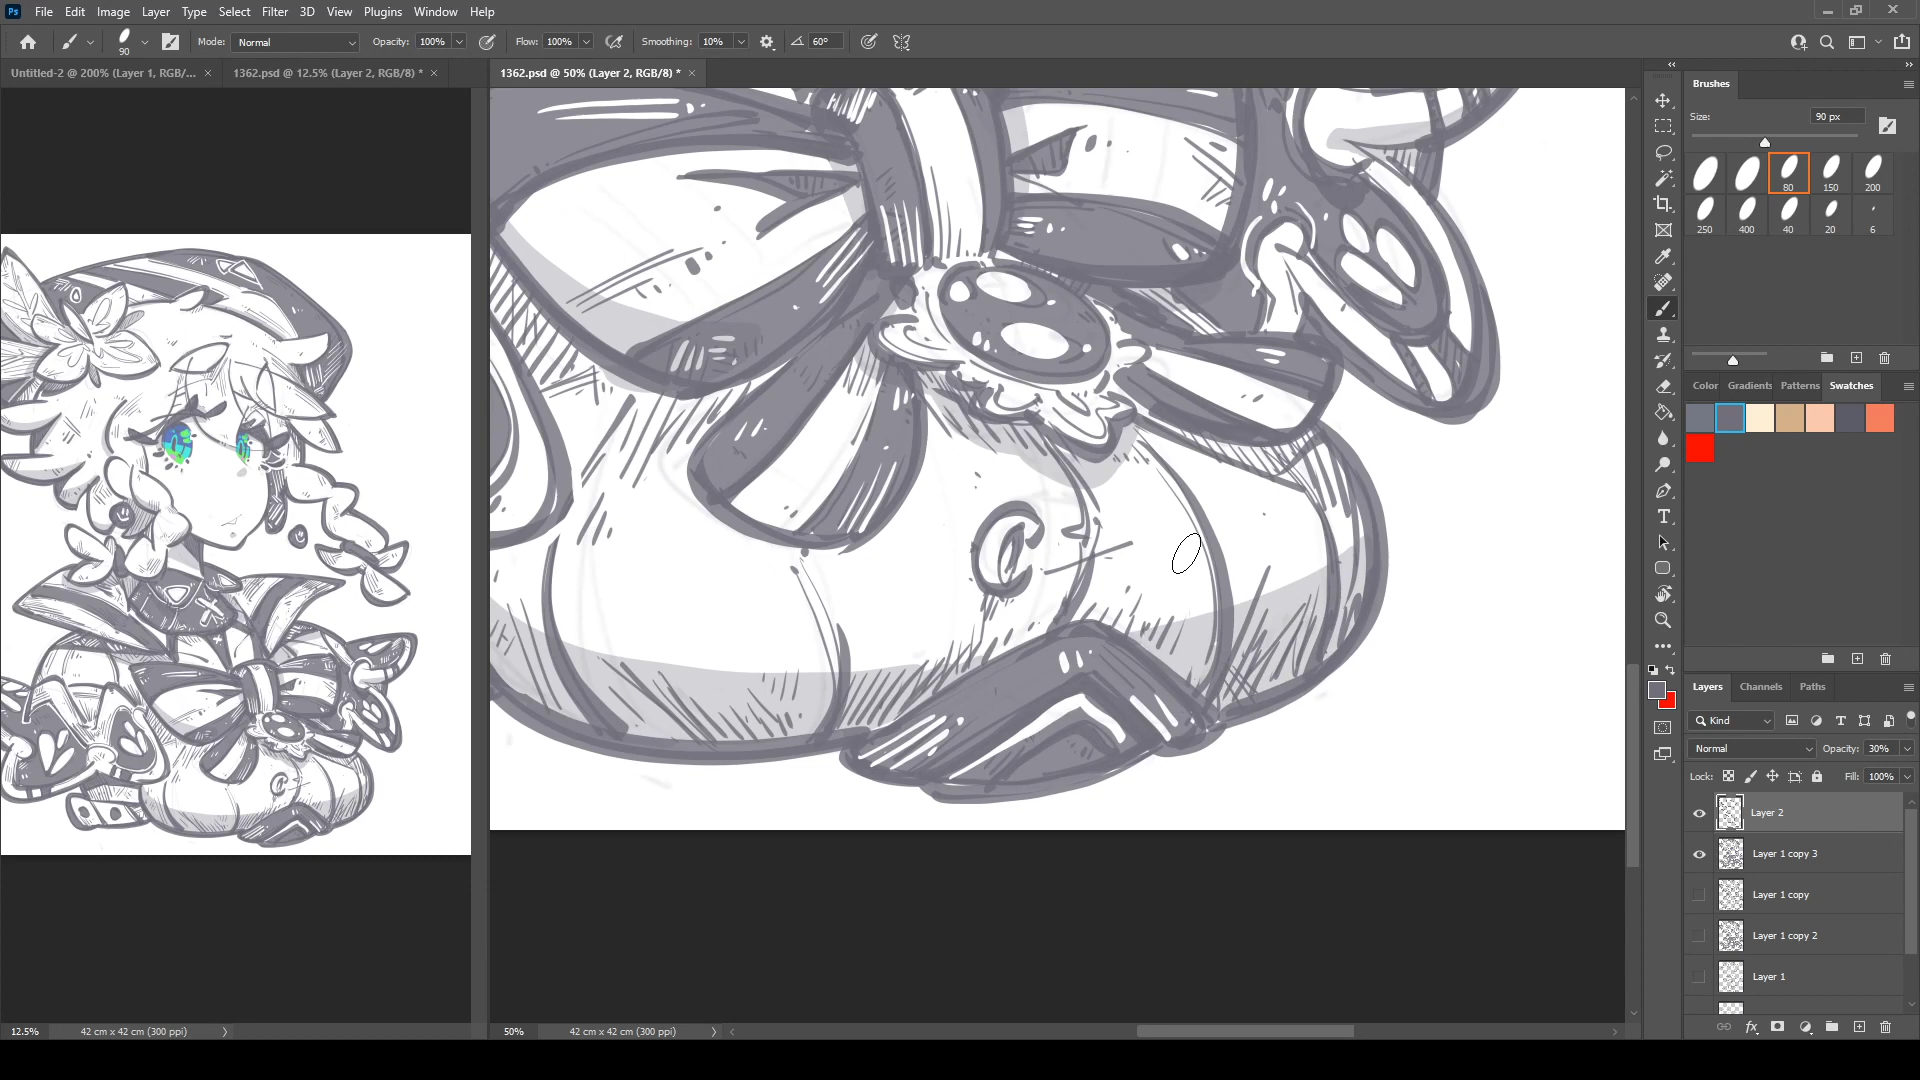 Ps File Edit Image Layer Type Select Filter 3D View Plugins Window Help
90 Mode: Normal Opacity: 100% Flow: 100% Smoothing: 10% 60°
Untitled-2 @ 200% (Layer 1, RGB/... × 1362.psd @ 12.5% (Layer 2, RGB/8) * × 1362.psd @ 50% (Layer 2, RGB/8) * ×
Brushes
Size: 90 px
80 150 200
250 400 40 20 6
Color Gradients Patterns Swatches
Layers Channels Paths
Kind
Normal Opacity: 30%
Lock: Fill: 100%
Layer 2
Layer 1 copy 3
Layer 1 copy
Layer 1 copy 2
Layer 1
fx
12.5% 42 cm x 42 cm (300 ppi) 50% 42 cm x 42 cm (300 ppi)